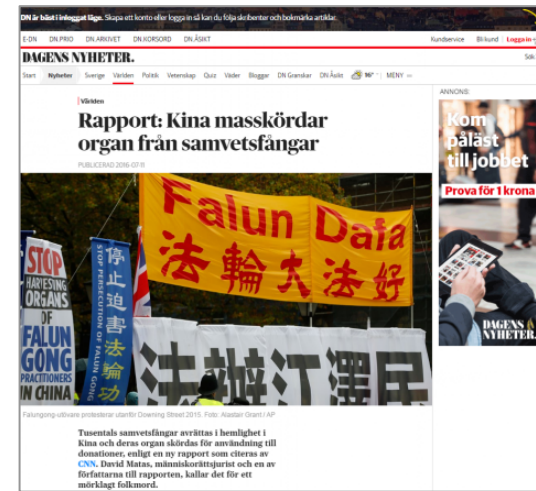 DN är bäst i inloggat läge. Skapa ett konto eller logga in så kan du följa skribenter och bokmärka artiklar.
E-DN DN.PRIO DN.ARKIVET DN.KORSORD DN.ÅSIKT Kundservice Bli kund Logga in
DAGENS NYHETER. Sök
Start Nyheter Sverige Världen Politik Vetenskap Quiz Väder Bloggar DN Granskar DN Åsikt 16° MENY
ANNONS:
Världen
Rapport: Kina masskördar
organ från samvetsfångar
PUBLICERAD 2016-07-11
Kom
påläst
till jobbet
Prova för 1 krona
DAGENS
NYHETER.
Falun Dafa
法輪大法好
STOP
HARVESTING
ORGANS
OF
FALUN
GONG
PRACTITIONERS
IN CHINA
停止迫害法輪功
STOP PERSECUTION OF FALUN GONG
法辦江澤民
Falungong-utövare protesterar utanför Downing Street 2015. Foto: Alastair Grant / AP
Tusentals samvetsfångar avrättas i hemlighet i
Kina och deras organ skördas för användning till
donationer, enligt en ny rapport som citeras av
CNN. David Matas, människorättsjurist och en av
författarna till rapporten, kallar det för ett
mörklagt folkmord.